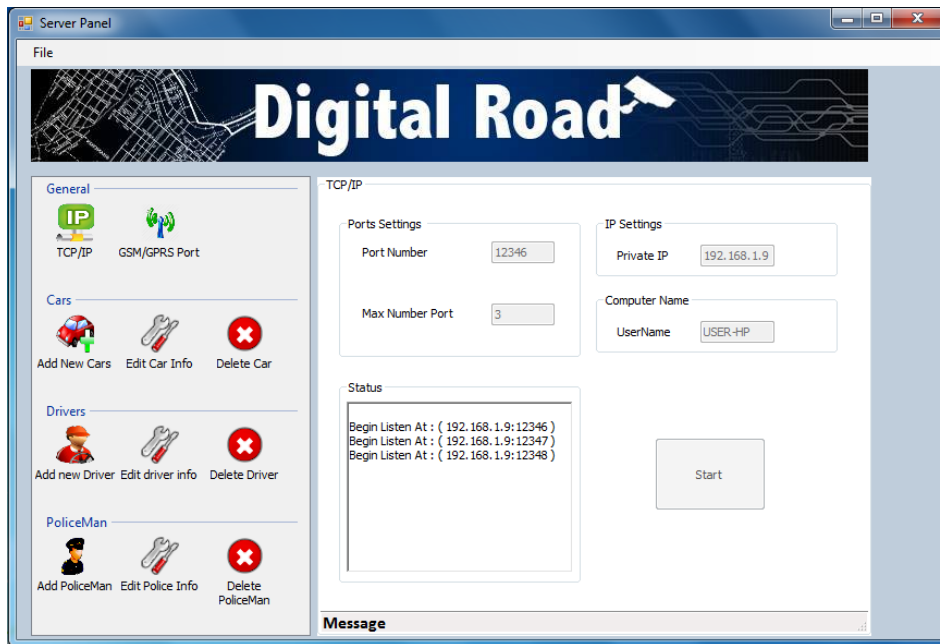 Server Panel
File
Digital Road
General
IP
TCP/IP
GSM/GPRS Port
Cars
Add New Cars
Edit Car Info
Delete Car
Drivers
Add new Driver
Edit driver info
Delete Driver
PoliceMan
Add PoliceMan
Edit Police Info
Delete
PoliceMan
TCP/IP
Ports Settings
Port Number
12346
Max Number Port
3
IP Settings
Private IP
192.168.1.9
Computer Name
UserName
USER-HP
Status
Begin Listen At : ( 192.168.1.9:12346 )
Begin Listen At : ( 192.168.1.9:12347 )
Begin Listen At : ( 192.168.1.9:12348 )
Start
Message